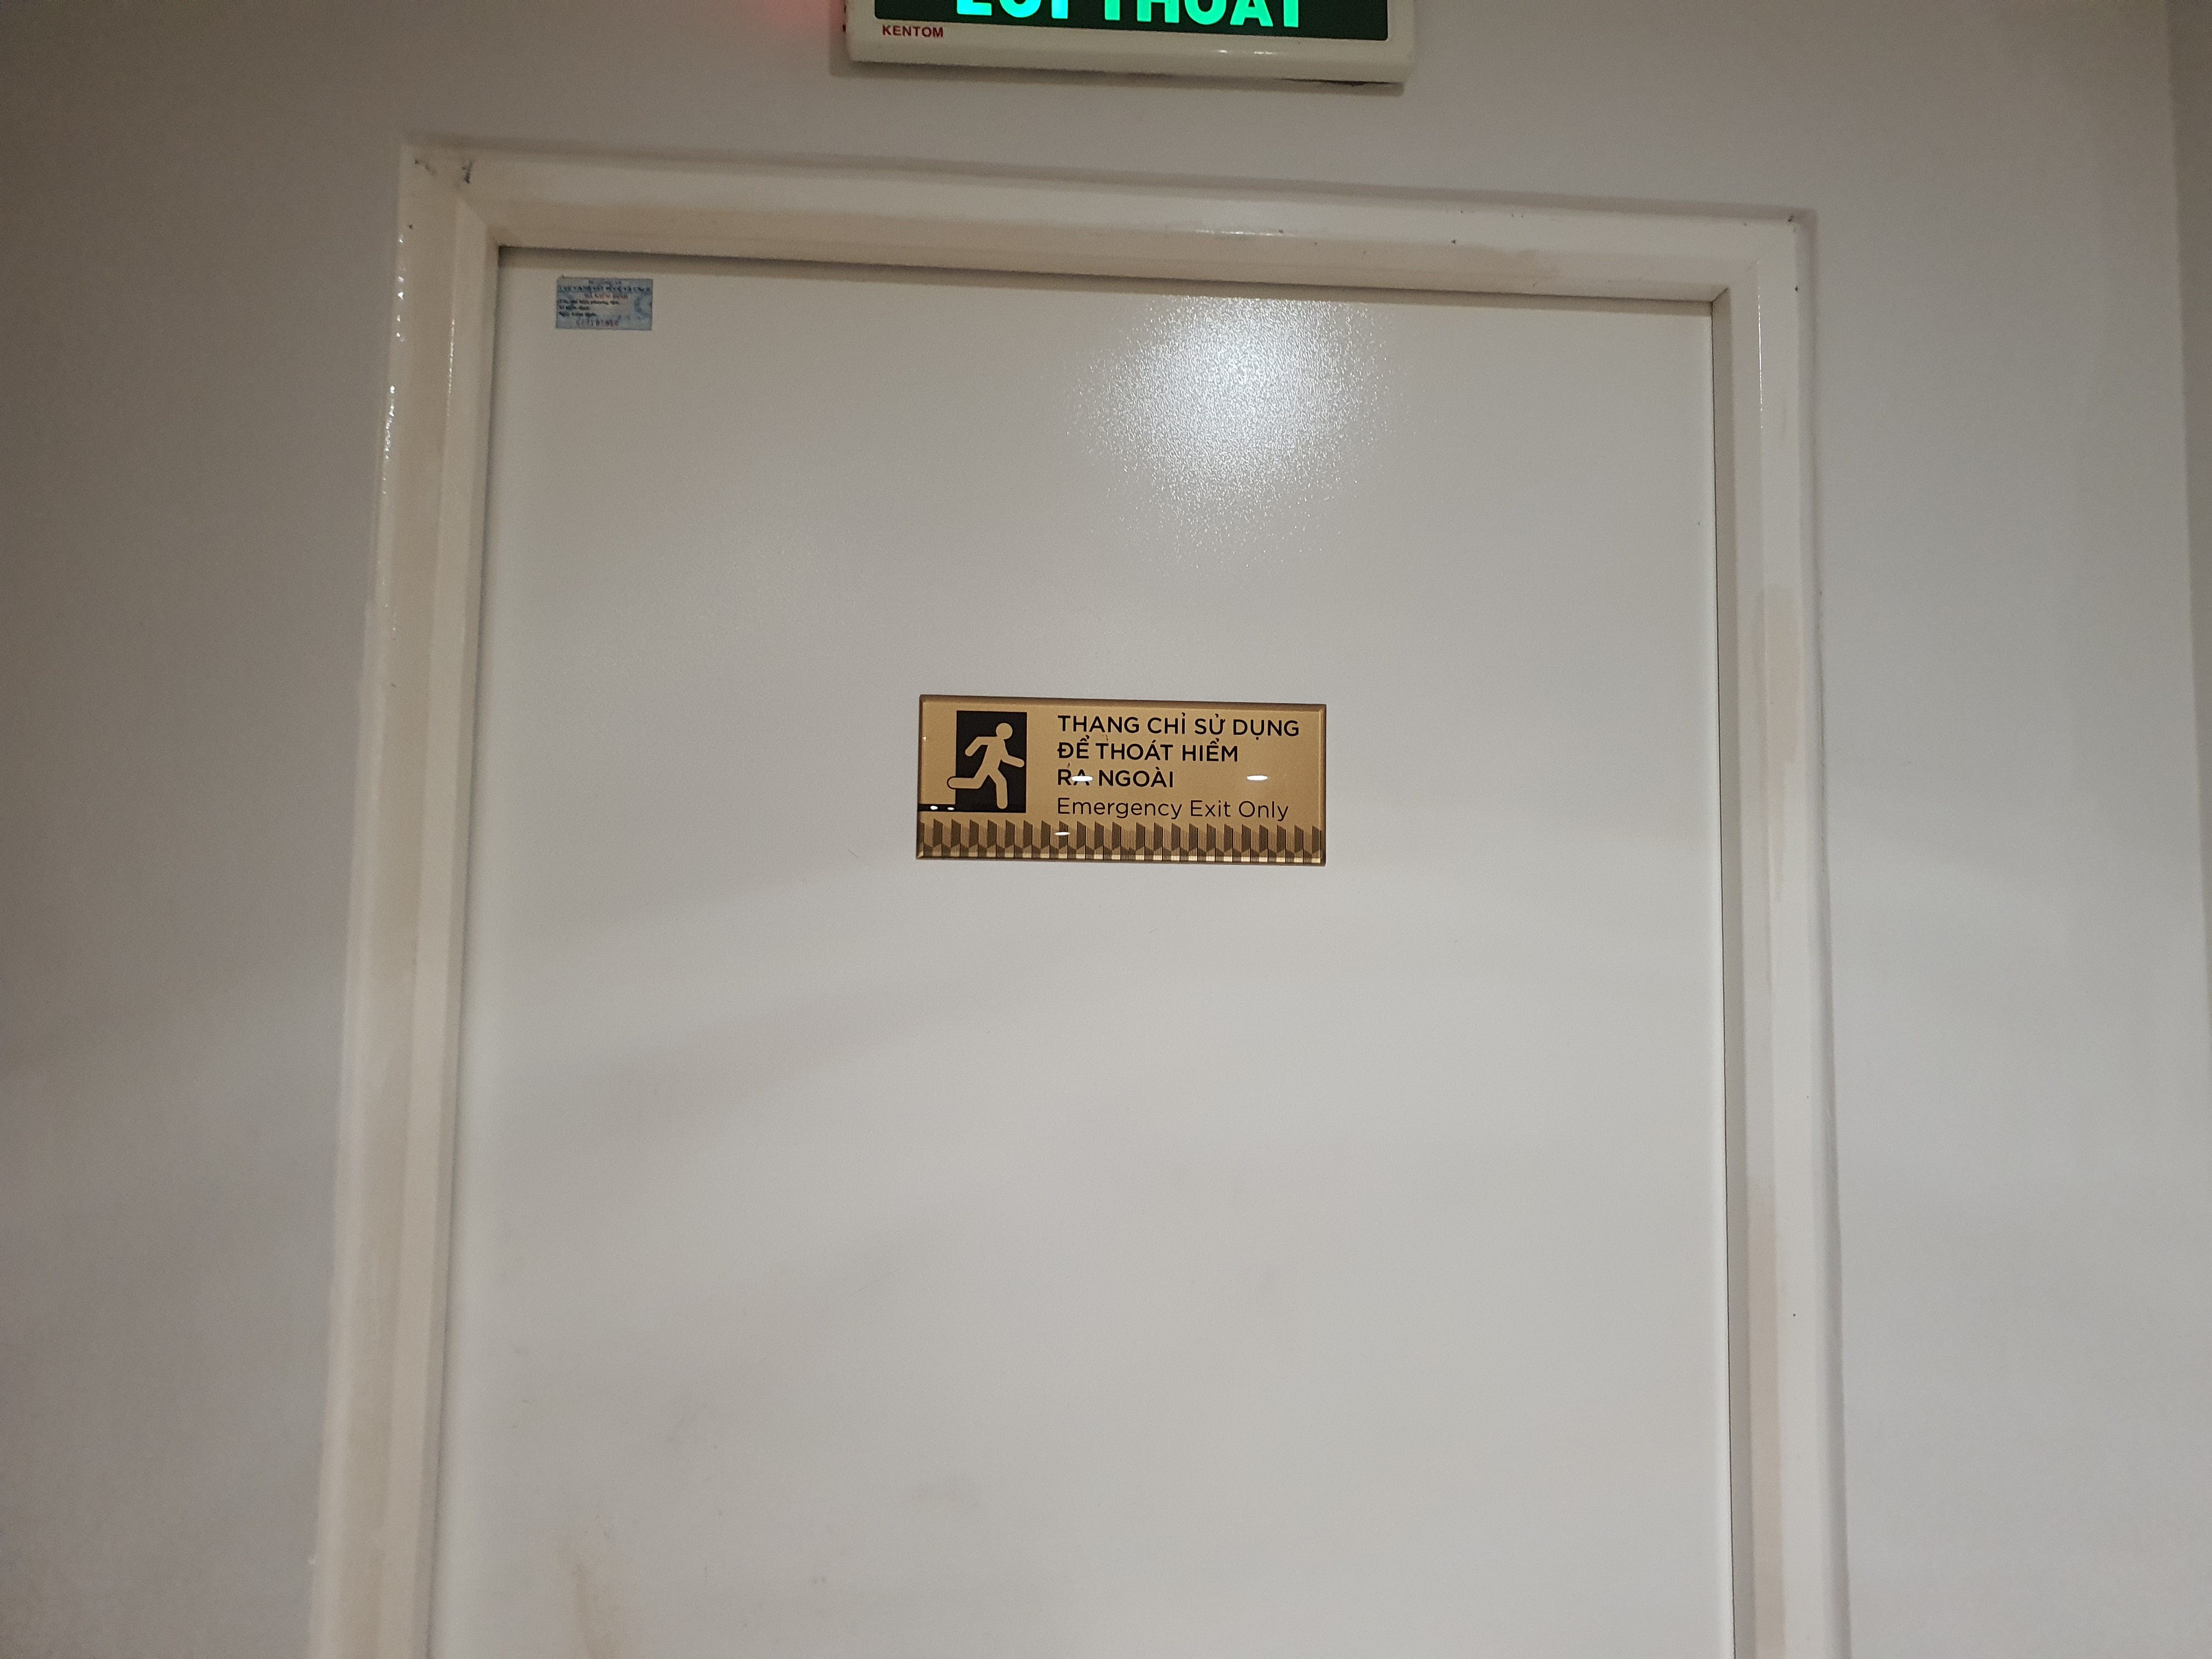 LỐI THOÁT
KENTOM
THANG CHỈ SỬ DỤNG
ĐỂ THOÁT HIỂM
RA NGOÀI
Emergency Exit Only